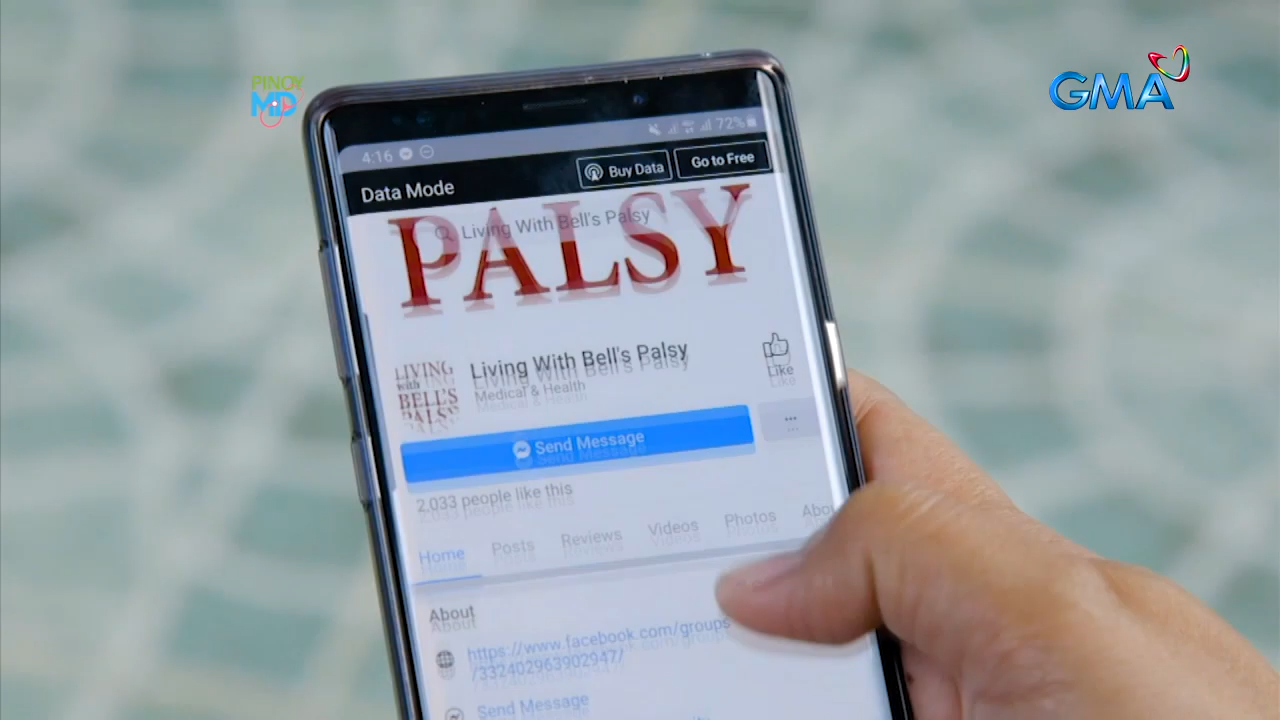 PINOY
MD
GMA
4:16
72%
Data Mode
Buy Data
Go to Free
PALSY
Living With Bell's Palsy
LIVING
with
BELL'S
PALSY
Living With Bell's Palsy
Medical & Health
Like
Send Message
...
2,033 people like this
Home
Posts
Reviews
Videos
Photos
Abou
About
https://www.facebook.com/groups
/332402963902947/
Send Message